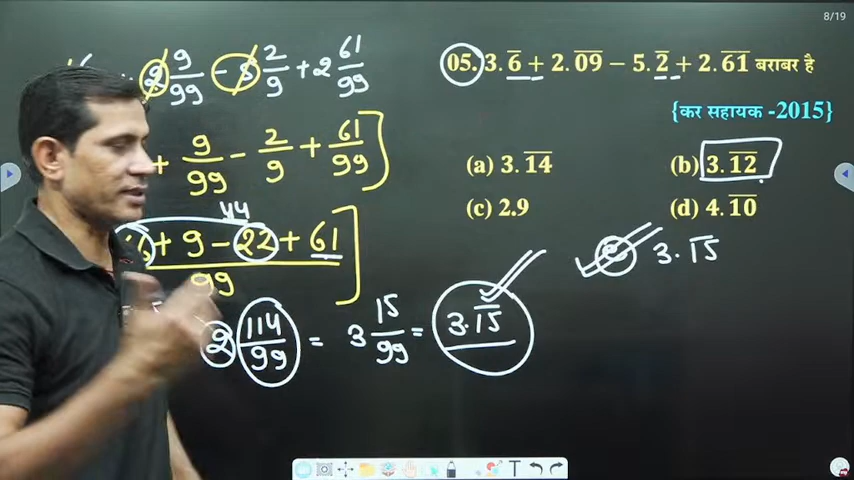 8/19
9/99 - 2/9 + 2 61/99
05. 3.6̅ + 2.0̅9̅ − 5.2̅ + 2.6̅1̅ बराबर है
{कर सहायक -2015}
+ 9/99 - 2/9 + 61/99 ]
(a) 3.1̅4̅
(b) 3.1̅2̅
(c) 2.9
(d) 4.1̅0̅
44
+ 9 - 22 + 61 ]
99
3.1̅5̅
2 114/99 = 3 15/99 = 3.1̅5̅
T